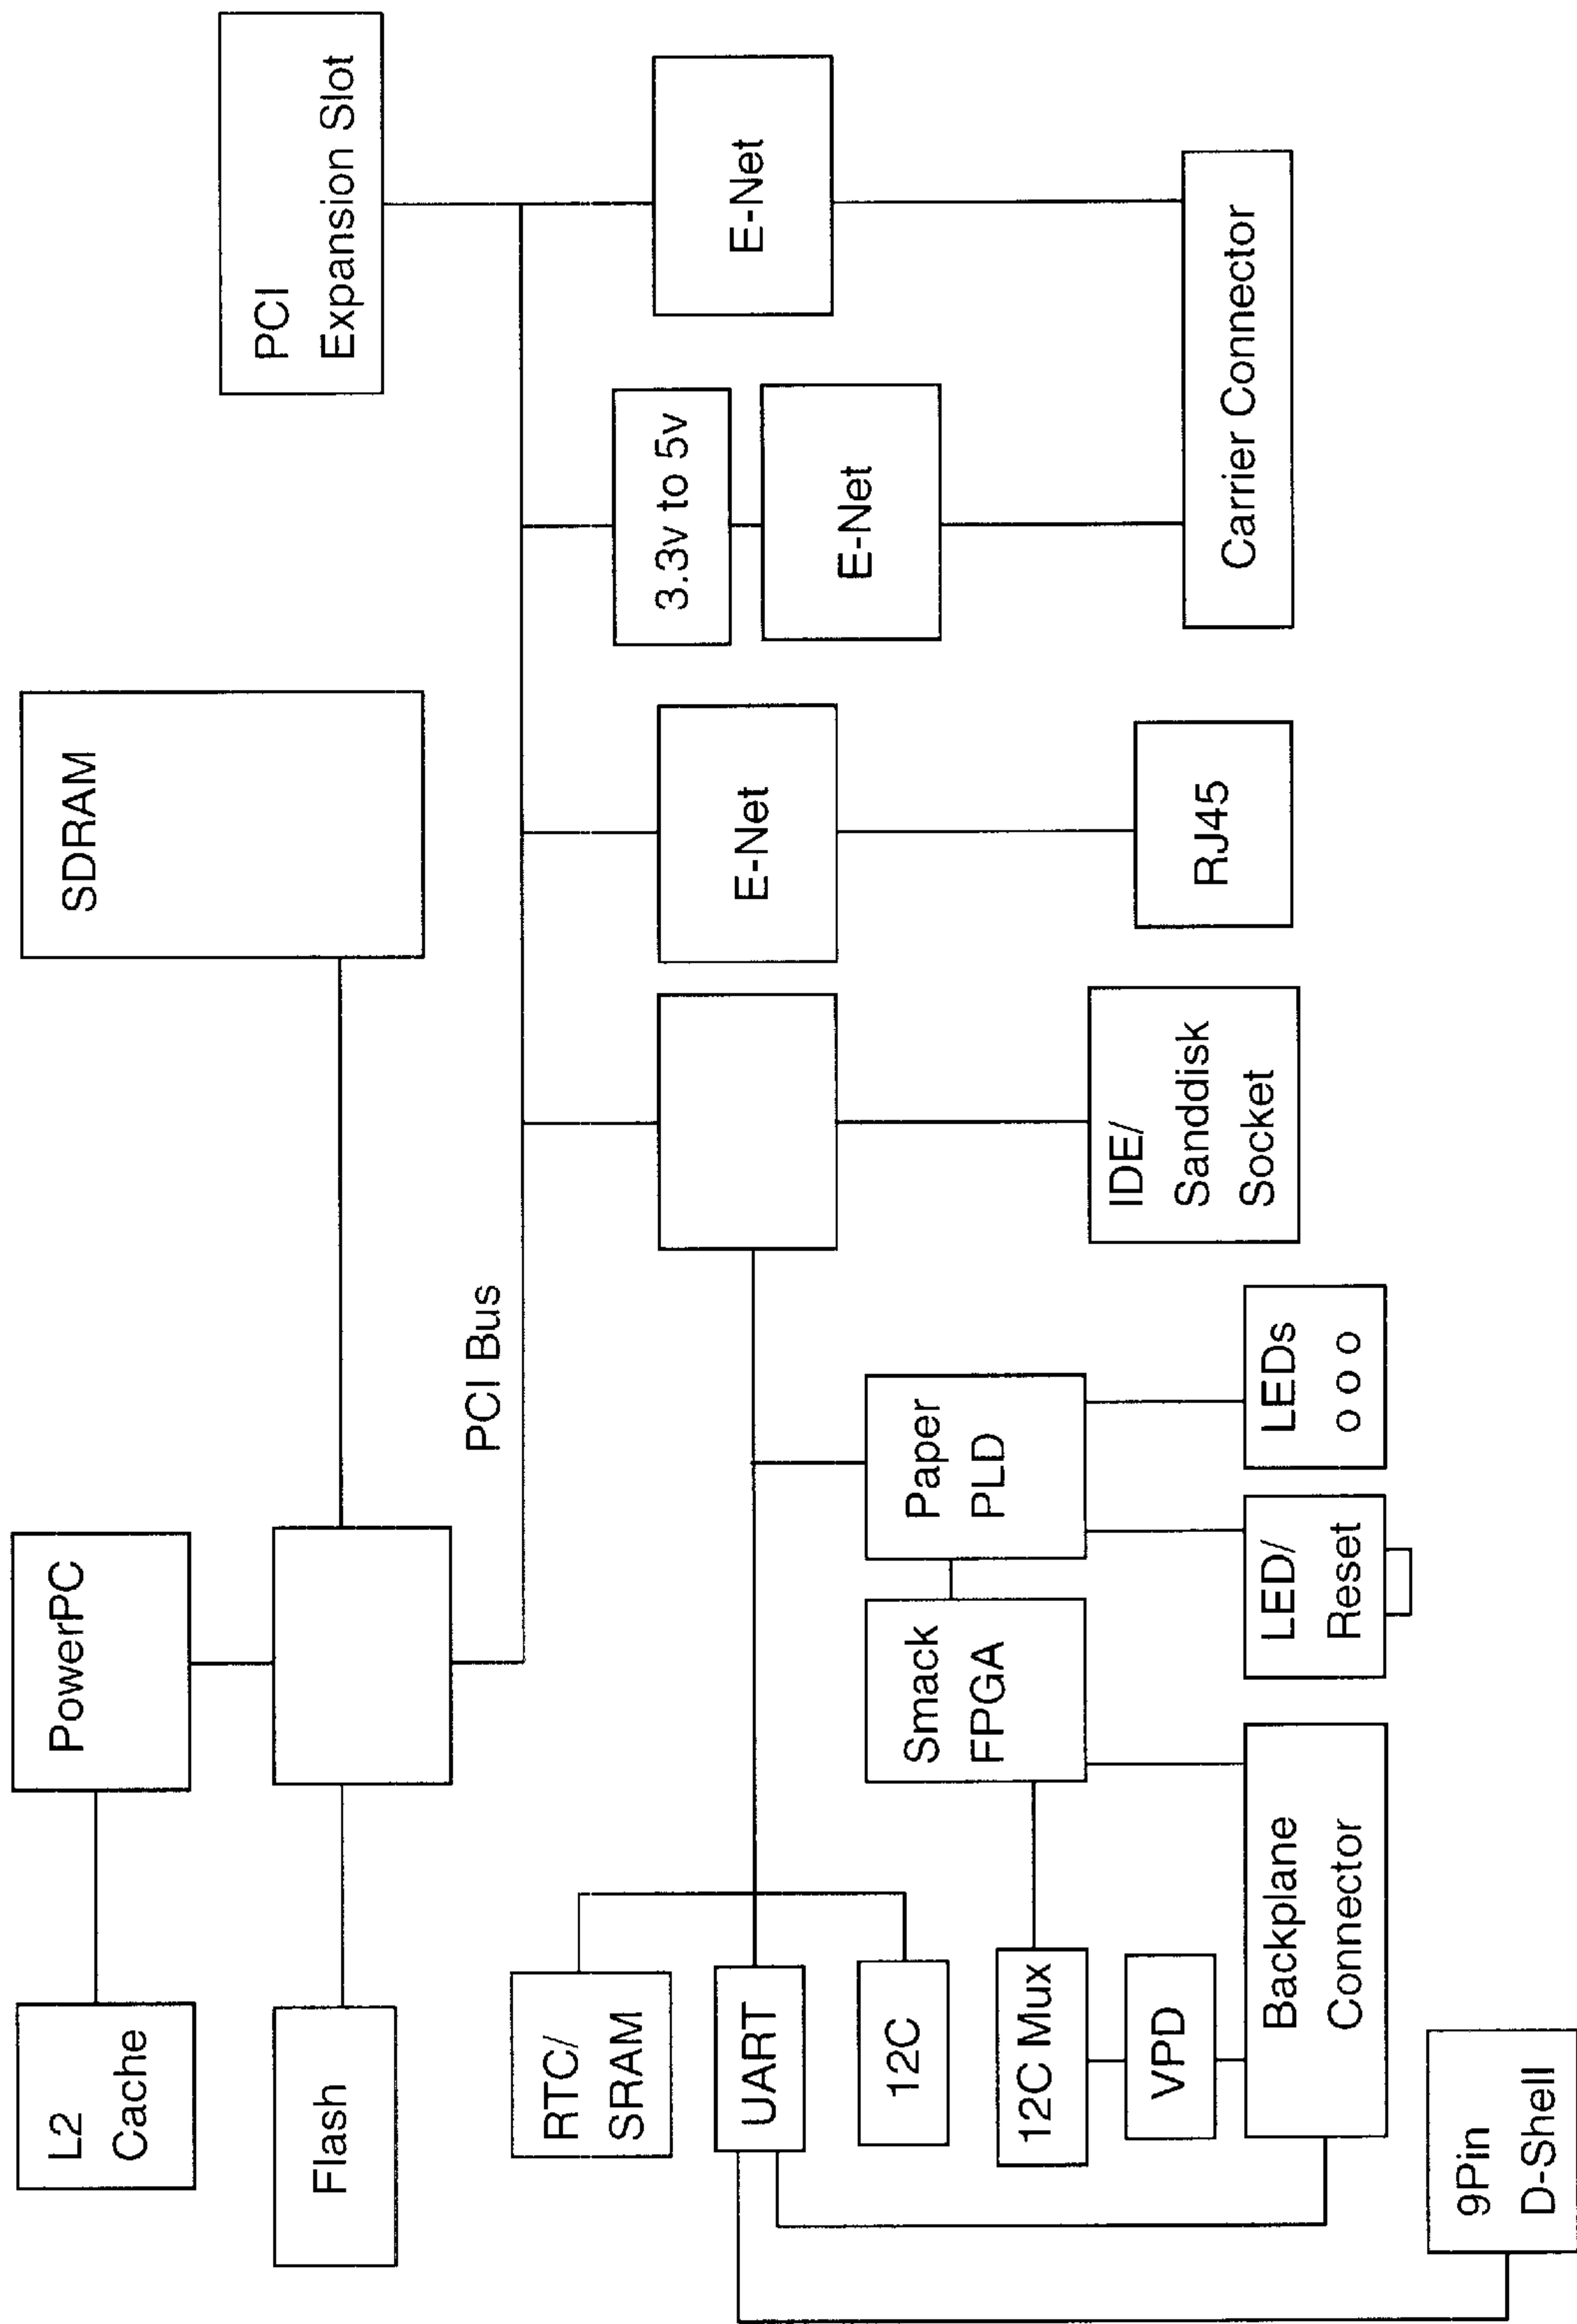 L2
Cache
PowerPC
SDRAM
PCI
Expansion Slot
Flash
PCI Bus
RTC/
SRAM
UART
12C
12C Mux
VPD
Backplane
Connector
9Pin
D-Shell
Smack
FPGA
Paper
PLD
LED/
Reset
LEDs
o o o
IDE/
Sanddisk
Socket
E-Net
RJ45
3.3v to 5v
E-Net
E-Net
Carrier Connector